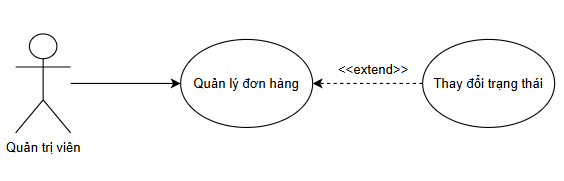 <<extend>>
Quản lý đơn hàng
Thay đổi trạng thái
Quản trị viên